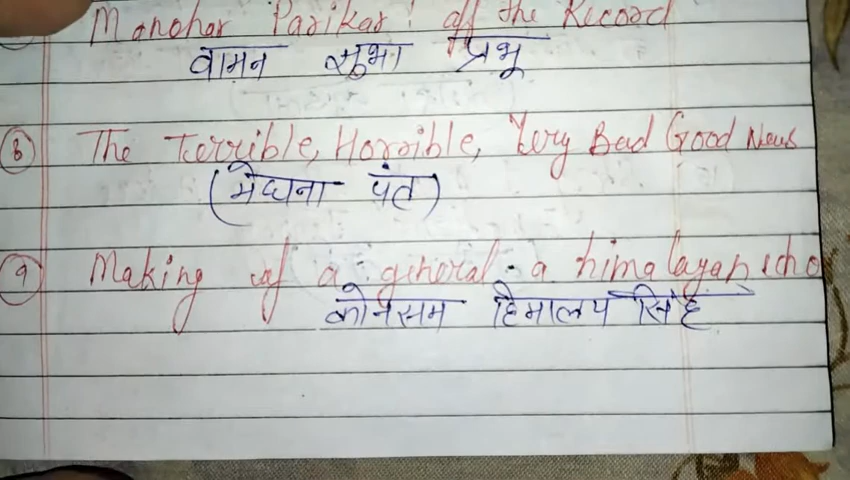 Manohar Parikar: off the Record
वामन सुभा प्रभू
8 The Terrible, Horrible, Very Bad Good News
(मेघना पंत)
9 Making of a general - a himalayan echo
कोनसम हिमालय सिंह